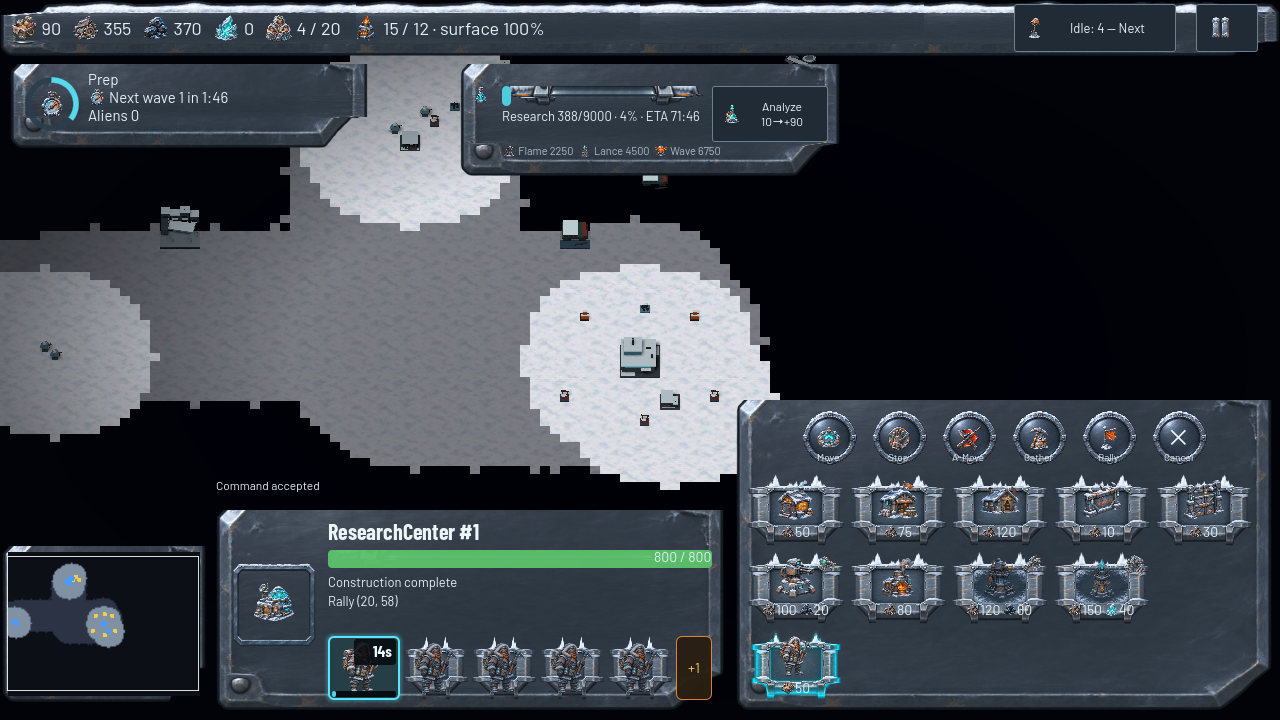 90
355
370
0
4 / 20
15 / 12 · surface 100%
Idle: 4 — Next
Prep
Next wave 1 in 1:46
Aliens 0
Research 388/9000 · 4% · ETA 71:46
Analyze
10→+90
Flame 2250
Lance 4500
Wave 6750
Command accepted
ResearchCenter #1
800 / 800
Construction complete
Rally (20, 58)
14s
+1
Move
Stop
A-Move
Gather
Rally
Cancel
60
75
120
10
30
100 20
80
120 80
150 40
50